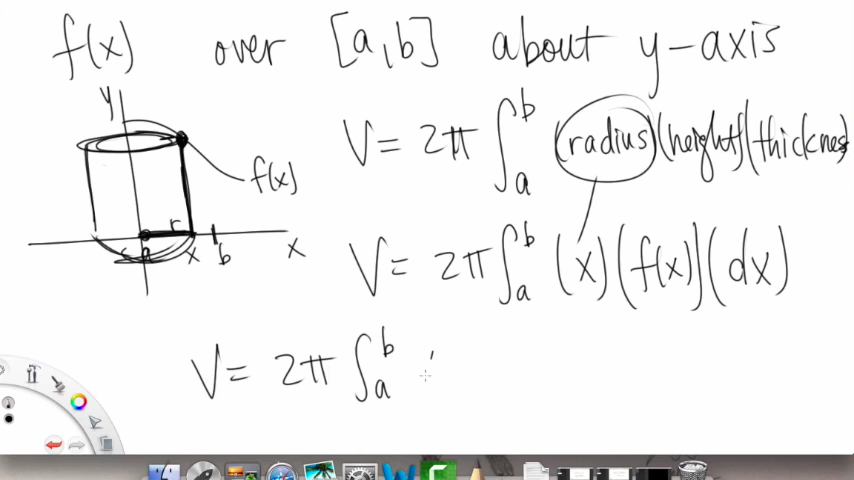 f(x) over [a,b] about y-axis
y
V = 2π ∫_a^b (radius)(height)(thickness
f(x)
r
a x b x
V = 2π ∫_a^b (x)(f(x))(dx)
V = 2π ∫_a^b